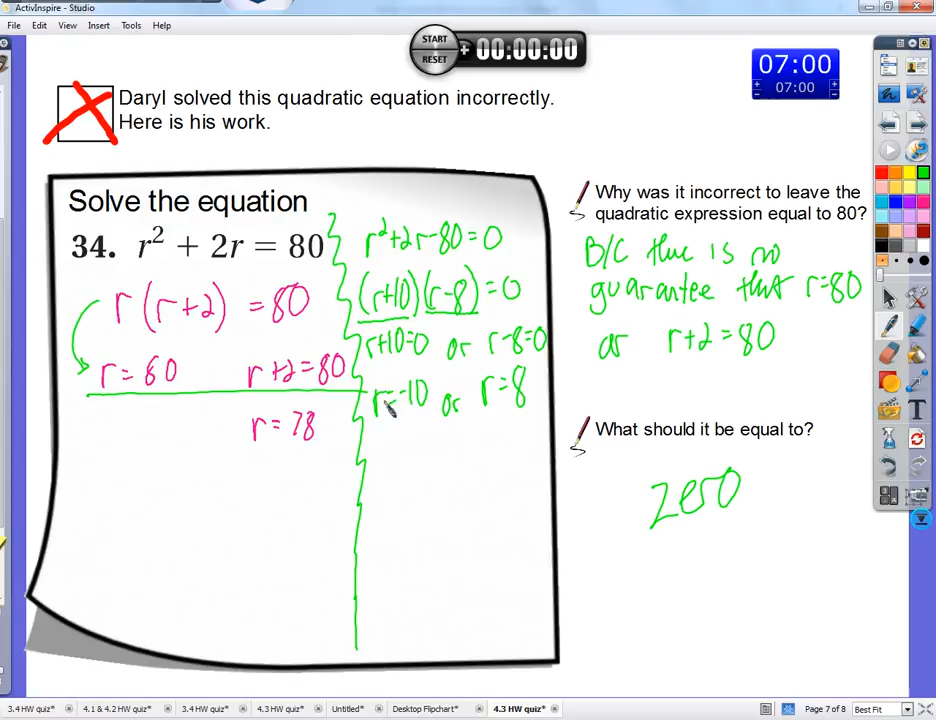 ActivInspire - Studio
File Edit View Insert Tools Help
START
RESET
00:00:00
07:00
07:00
Daryl solved this quadratic equation incorrectly.
Here is his work.
Solve the equation
34. r² + 2r = 80
r(r+2) = 80
r = 80 r+2 = 80
r = 78
r²+2r-80=0
(r+10)(r-8)=0
r+10=0 or r-8=0
r=-10 or r=8
Why was it incorrect to leave the
quadratic expression equal to 80?
B/C there is no
guarantee that r=80
or r+2=80
What should it be equal to?
zero
3.4 HW quiz* 4.1 & 4.2 HW quiz* 3.4 HW quiz* Untitled* Desktop Flipchart* 4.3 HW quiz* Page 7 of 8 Best Fit